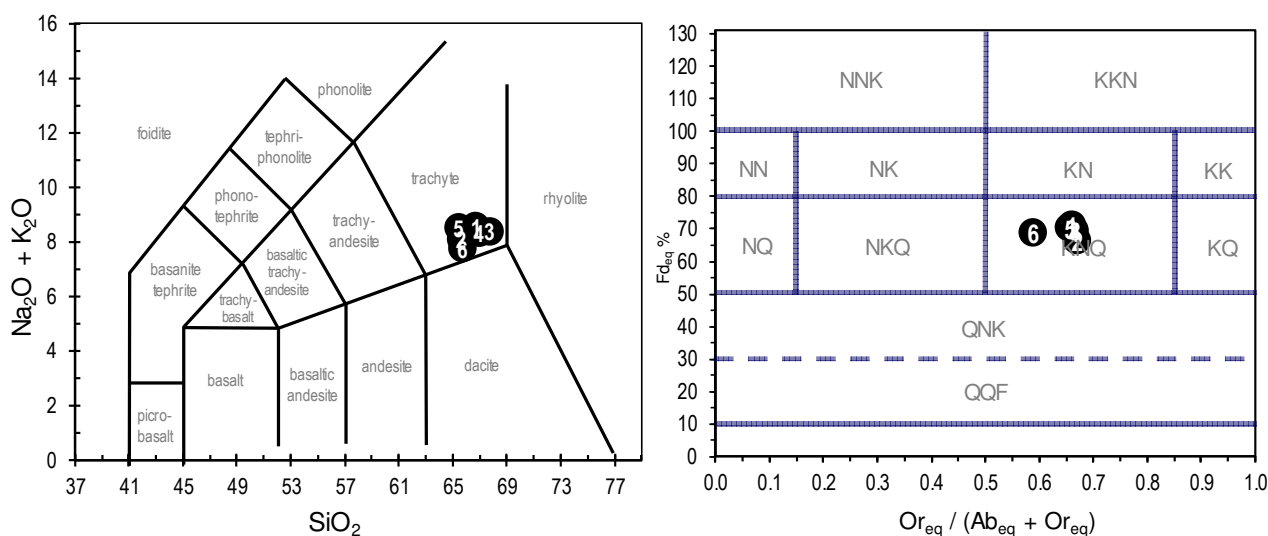 16
14
12
10
8
6
4
2
0
Na₂O + K₂O
37 41 45 49 53 57 61 65 69 73 77
SiO₂
foidite
phonolite
tephri-
phonolite
phono-
tephrite
trachyte
trachy-
andesite
rhyolite
basanite
tephrite
basaltic
trachy-
andesite
trachy-
basalt
basalt
basaltic
andesite
andesite
dacite
picro-
basalt
5 1
4 3
6
130
120
110
100
90
80
70
60
50
40
30
20
10
0
Fdeq %
0.0 0.1 0.2 0.3 0.4 0.5 0.6 0.7 0.8 0.9 1.0
Oreq / (Abeq + Oreq)
NNK KKN
NN NK KN KK
NQ NKQ KNQ KQ
QNK
QQF
6 5